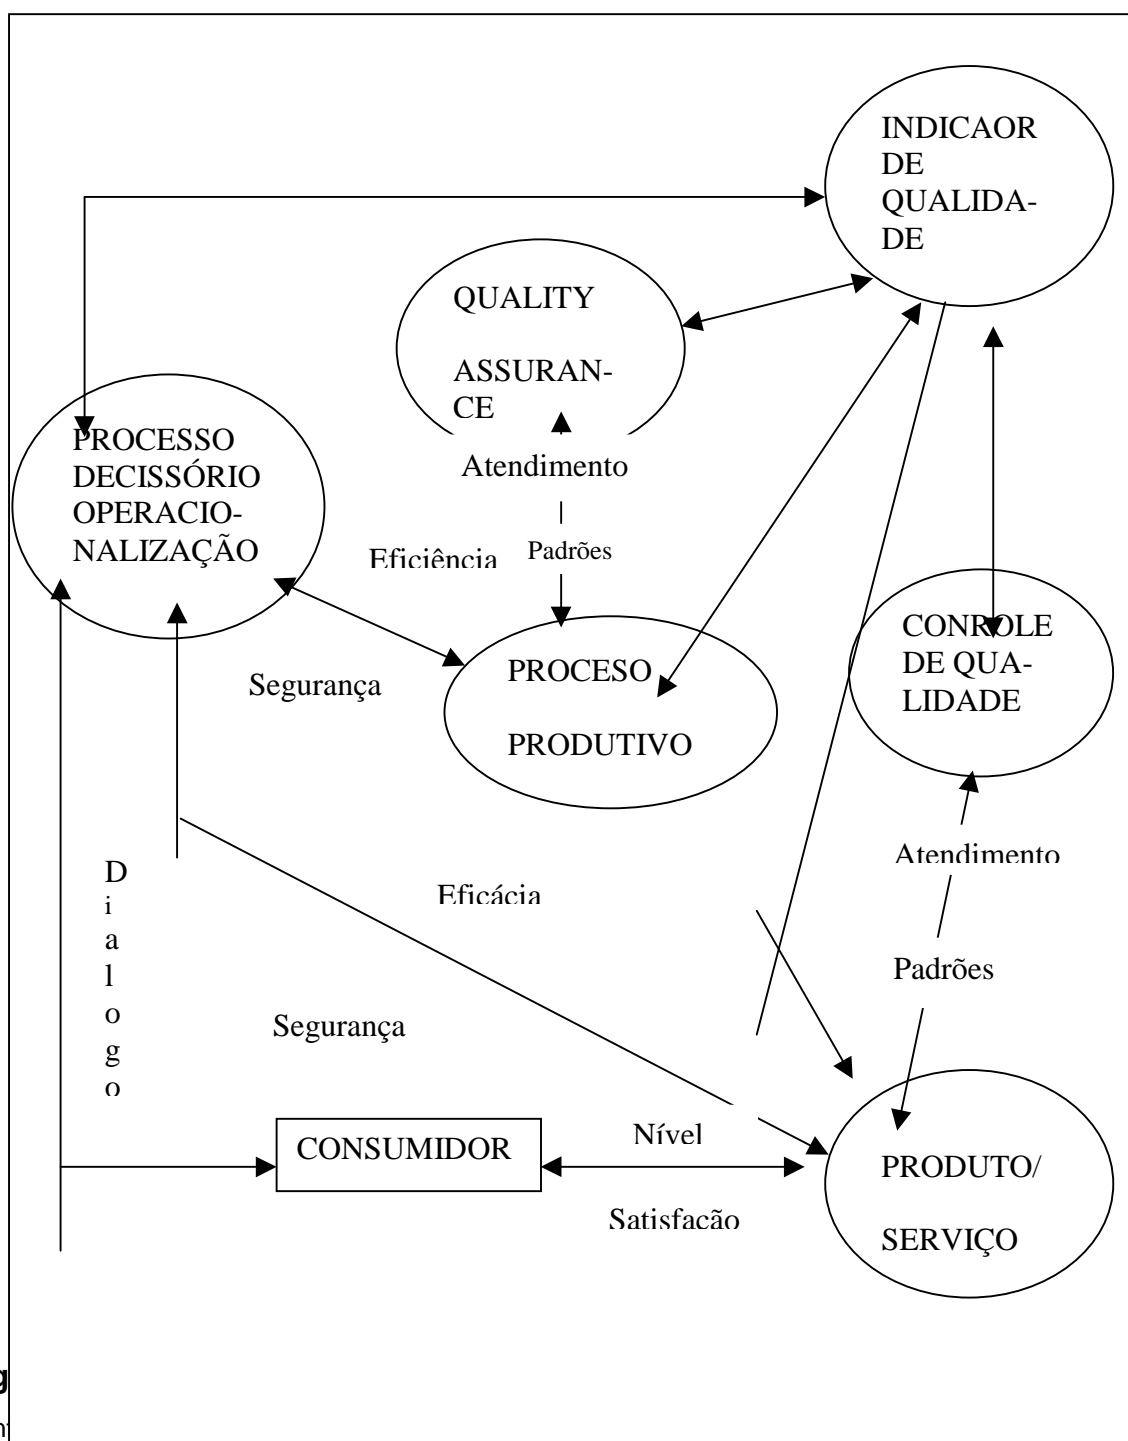 INDICAOR
DE
QUALIDA-
DE
QUALITY
ASSURAN-
CE
Atendimento
Padrões
PROCESSO
DECISSÓRIO
OPERACIO-
NALIZAÇÃO
Eficiência
Segurança
PROCESO
PRODUTIVO
CONROLE
DE QUA-
LIDADE
Atendimento
Padrões
D
i
a
l
o
g
o
Eficácia
Segurança
CONSUMIDOR
Nível
Satisfação
PRODUTO/
SERVIÇO
g